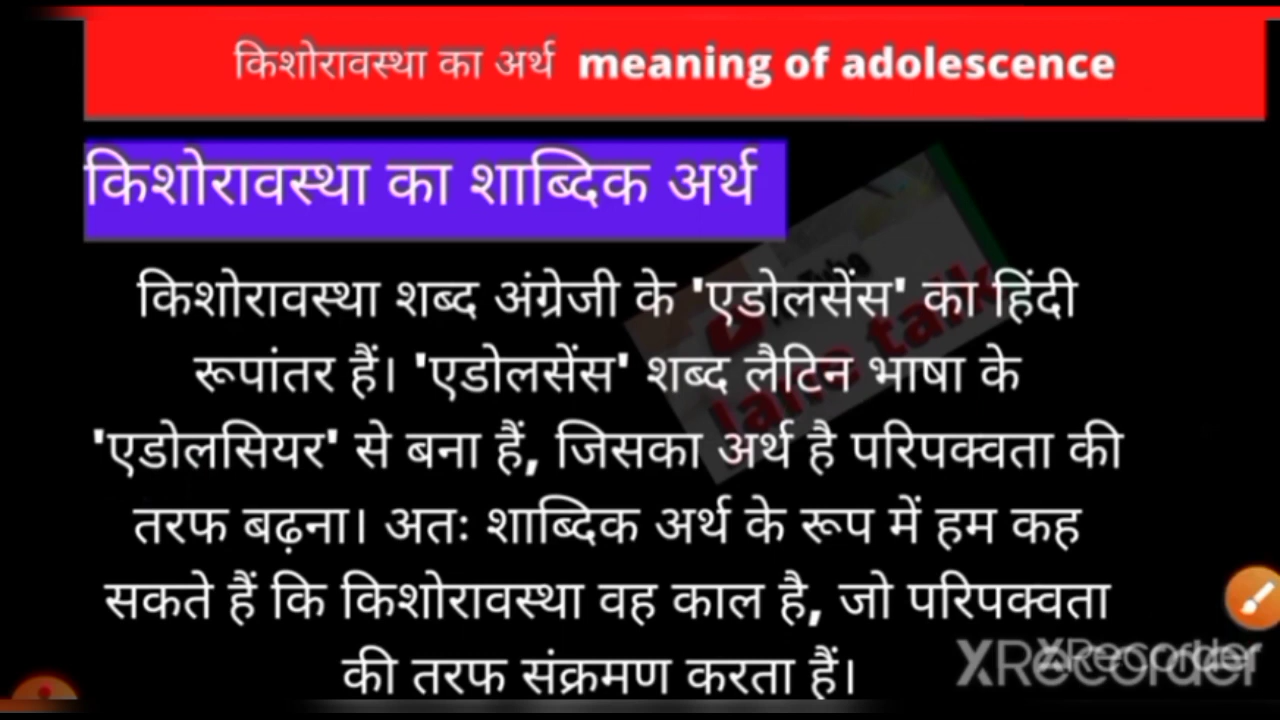 किशोरावस्था का अर्थ meaning of adolescence
किशोरावस्था का शाब्दिक अर्थ
किशोरावस्था शब्द अंग्रेजी के 'एडोलसेंस' का हिंदी
रूपांतर हैं। 'एडोलसेंस' शब्द लैटिन भाषा के
'एडोलसियर' से बना हैं, जिसका अर्थ है परिपक्वता की
तरफ बढ़ना। अतः शाब्दिक अर्थ के रूप में हम कह
सकते हैं कि किशोरावस्था वह काल है, जो परिपक्वता
की तरफ संक्रमण करता हैं।
talk
XRecorder
XRecorder